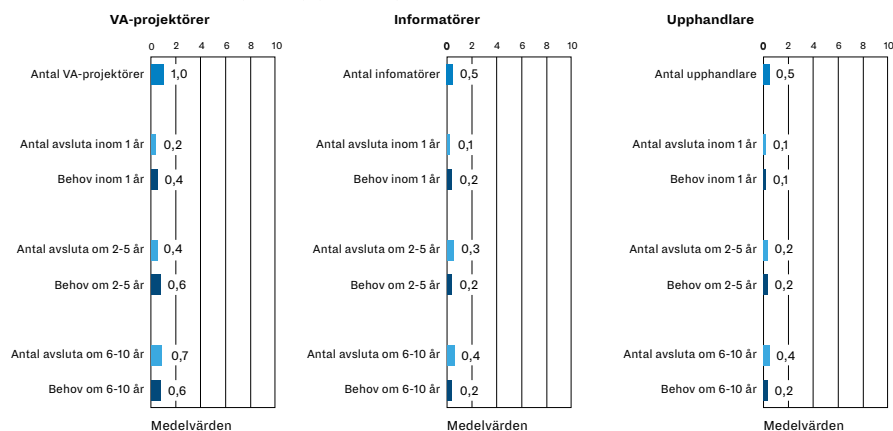 VA-projektörer
0 2 4 6 8 10
Antal VA-projektörer 1,0
Antal avsluta inom 1 år 0,2
Behov inom 1 år 0,4
Antal avsluta om 2-5 år 0,4
Behov om 2-5 år 0,6
Antal avsluta om 6-10 år 0,7
Behov om 6-10 år 0,6
Medelvärden
Informatörer
0 2 4 6 8 10
Antal infomatörer 0,5
Antal avsluta inom 1 år 0,1
Behov inom 1 år 0,2
Antal avsluta om 2-5 år 0,3
Behov om 2-5 år 0,2
Antal avsluta om 6-10 år 0,4
Behov om 6-10 år 0,2
Medelvärden
Upphandlare
0 2 4 6 8 10
Antal upphandlare 0,5
Antal avsluta inom 1 år 0,1
Behov inom 1 år 0,1
Antal avsluta om 2-5 år 0,2
Behov om 2-5 år 0,2
Antal avsluta om 6-10 år 0,4
Behov om 6-10 år 0,2
Medelvärden